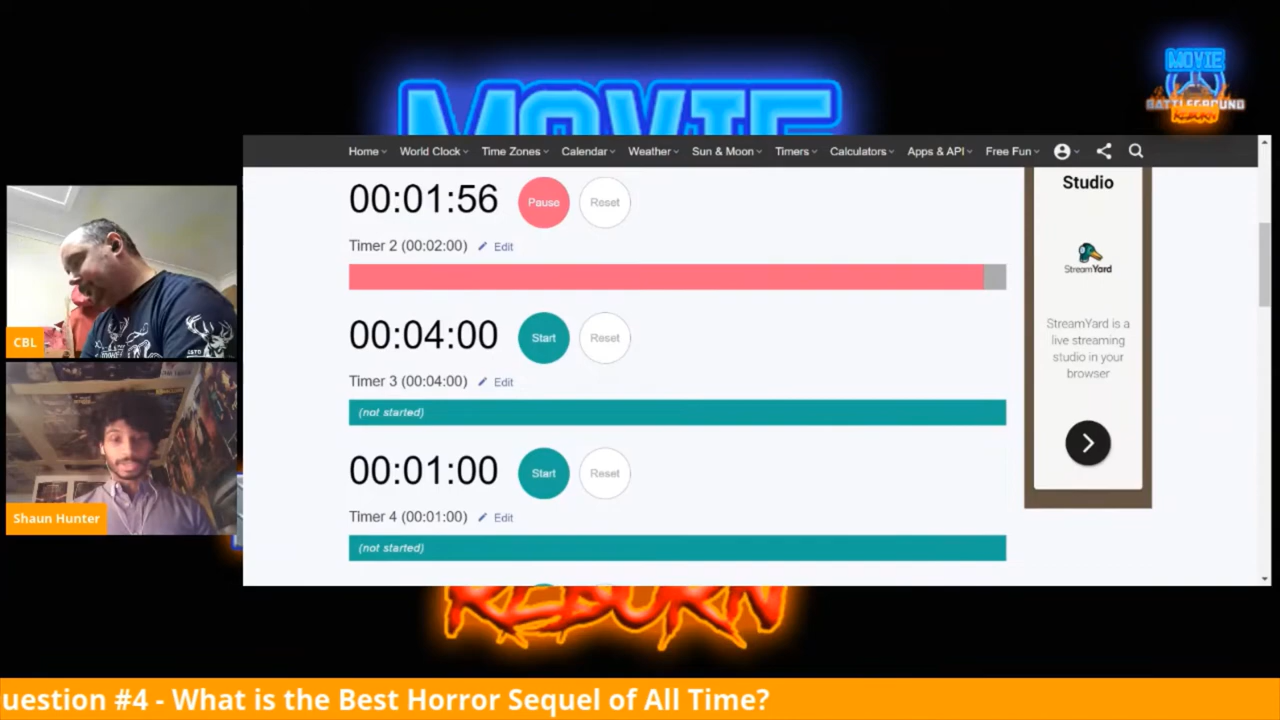 MOVIE
MOVIE
BATTLEGROUND
REBORN
Home World Clock Time Zones Calendar Weather Sun & Moon Timers Calculators Apps & API Free Fun
00:01:56 Pause Reset
Timer 2 (00:02:00) Edit
00:04:00 Start Reset
Timer 3 (00:04:00) Edit
(not started)
00:01:00 Start Reset
Timer 4 (00:01:00) Edit
(not started)
Studio
StreamYard
StreamYard is a
live streaming
studio in your
browser
CBL
Shaun Hunter
REBORN
uestion #4 - What is the Best Horror Sequel of All Time?